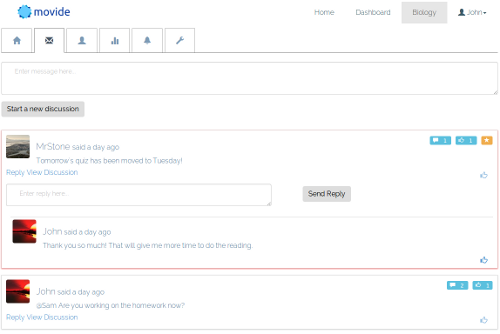 movide
Home Dashboard Biology John
Enter message here...
Start a new discussion
MrStone said a day ago
1 1
Tomorrow's quiz has been moved to Tuesday!
Reply View Discussion
Enter reply here...
Send Reply
John said a day ago
Thank you so much! That will give me more time to do the reading.
John said a day ago
2 1
@Sam Are you working on the homework now?
Reply View Discussion